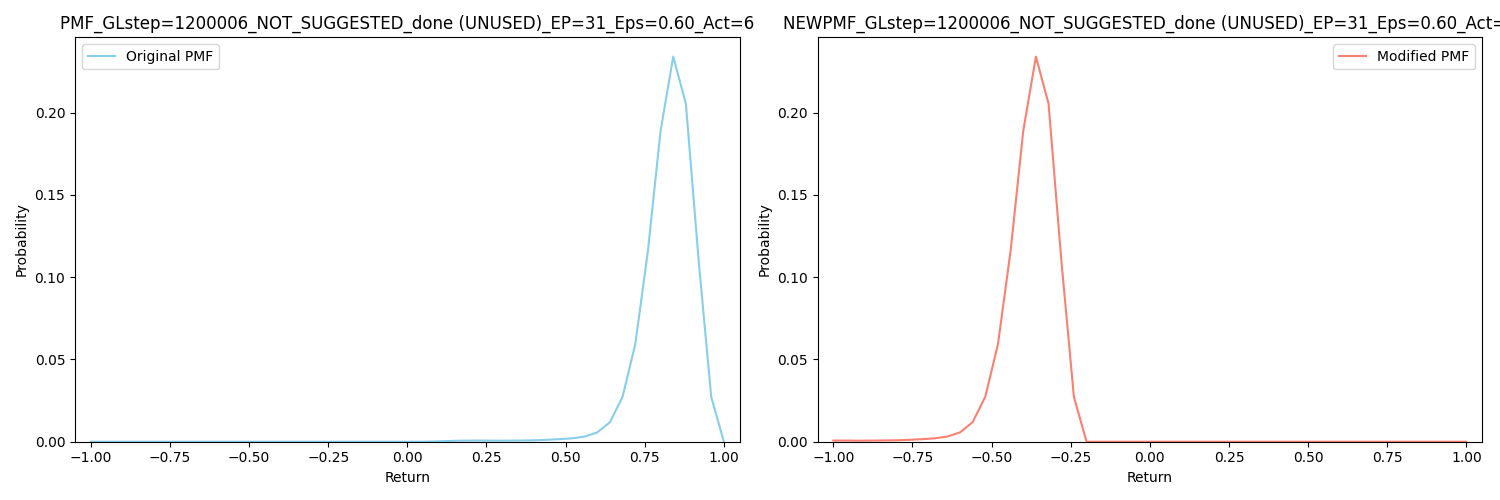 PMF_GLstep=1200006_NOT_SUGGESTED_done (UNUSED)_EP=31_Eps=0.60_Act=6
Original PMF
Probability
0.20
0.15
0.10
0.05
0.00
−1.00 −0.75 −0.50 −0.25 0.00 0.25 0.50 0.75 1.00
Return
NEWPMF_GLstep=1200006_NOT_SUGGESTED_done (UNUSED)_EP=31_Eps=0.60_Act=
Modified PMF
Probability
0.20
0.15
0.10
0.05
0.00
−1.00 −0.75 −0.50 −0.25 0.00 0.25 0.50 0.75 1.00
Return